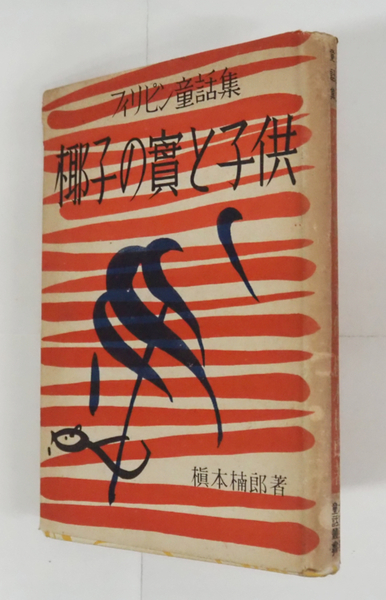 フィリピン童話集
椰子の實と子供
槇本楠郎著